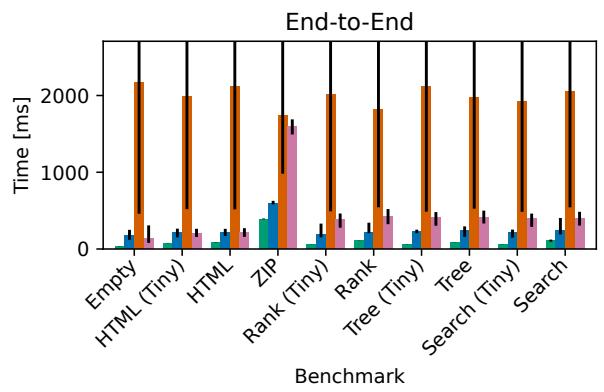 End-to-End
Time [ms]
2000
1000
0
Empty
HTML (Tiny)
HTML
ZIP
Rank (Tiny)
Rank
Tree (Tiny)
Tree
Search (Tiny)
Search
Benchmark